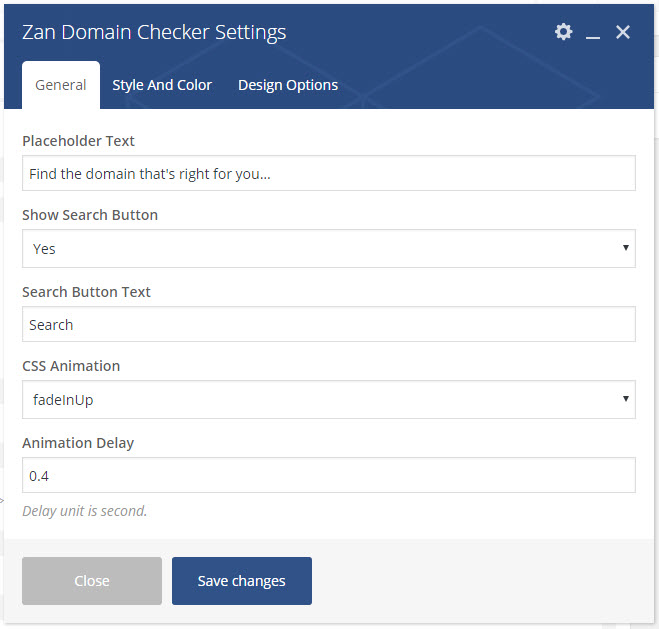 Zan Domain Checker Settings
General Style And Color Design Options
Placeholder Text
Find the domain that's right for you...
Show Search Button
Yes
Search Button Text
Search
CSS Animation
fadeInUp
Animation Delay
0.4
Delay unit is second.
Close Save changes